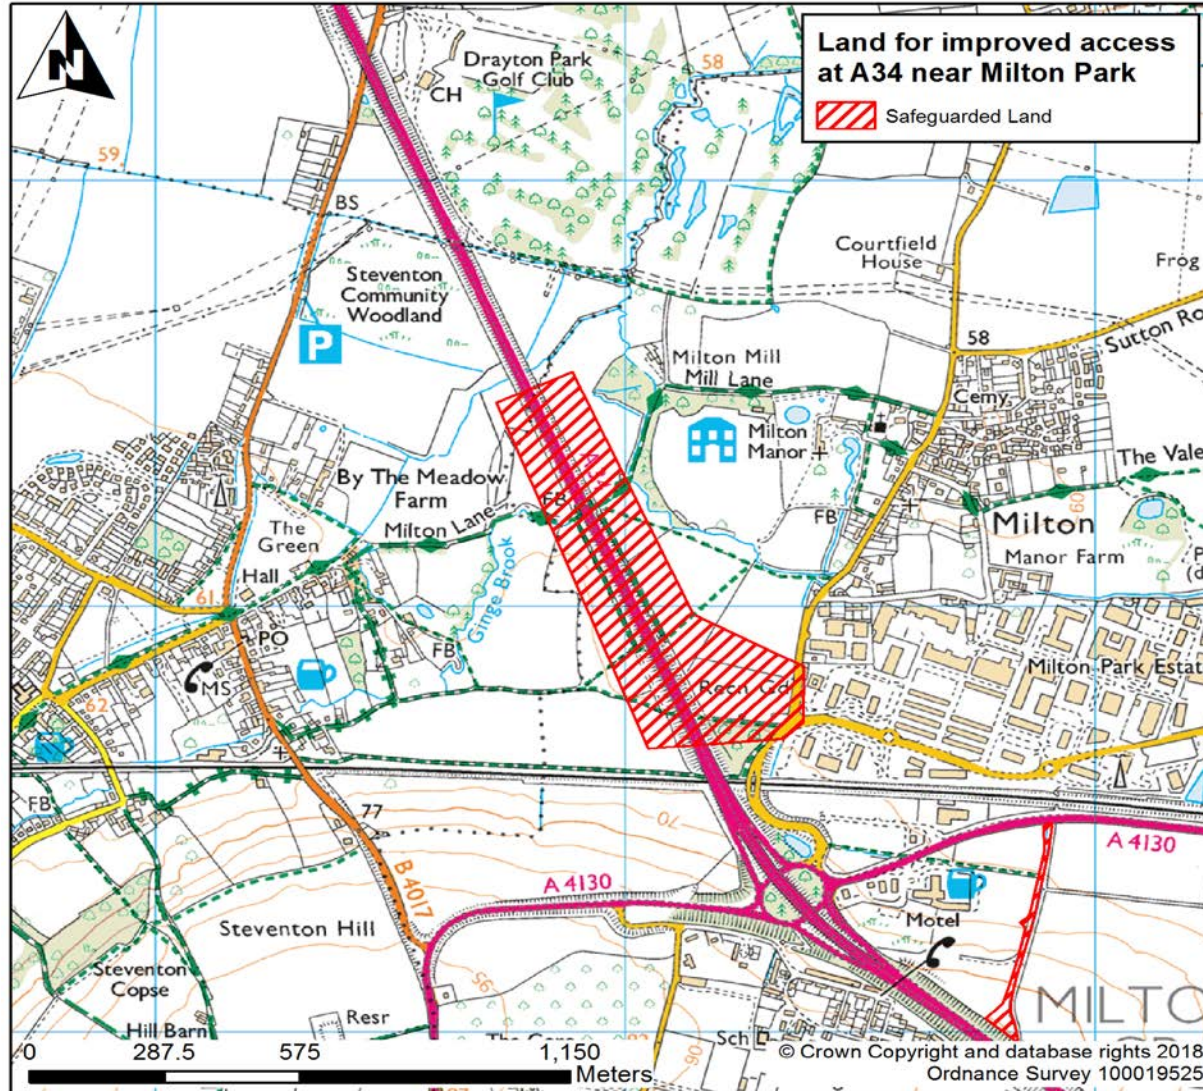 N
Land for improved access
at A34 near Milton Park
Safeguarded Land
Drayton Park
Golf Club
CH
58
59
BS
Steventon
Community
Woodland
P
Courtfield
House
Frog
58
Sutton Ro
Milton Mill
Mill Lane
Cemy
Milton
Manor
The Vale
By The Meadow
Farm
FB
Milton Lane
The
Green
Hall
Ginge Brook
FB
Milton
Manor Farm
60
61
PO
MS
FB
62
Recn Gd
Milton Park Estat
FB
77
70
B 4017
A 4130
A 4130
Steventon Hill
Motel
Steventon
Copse
95
Hill Barn
Resr
Sch
90
MILTO
0
287.5
575
1,150
Meters
© Crown Copyright and database rights 2018
Ordnance Survey 100019525